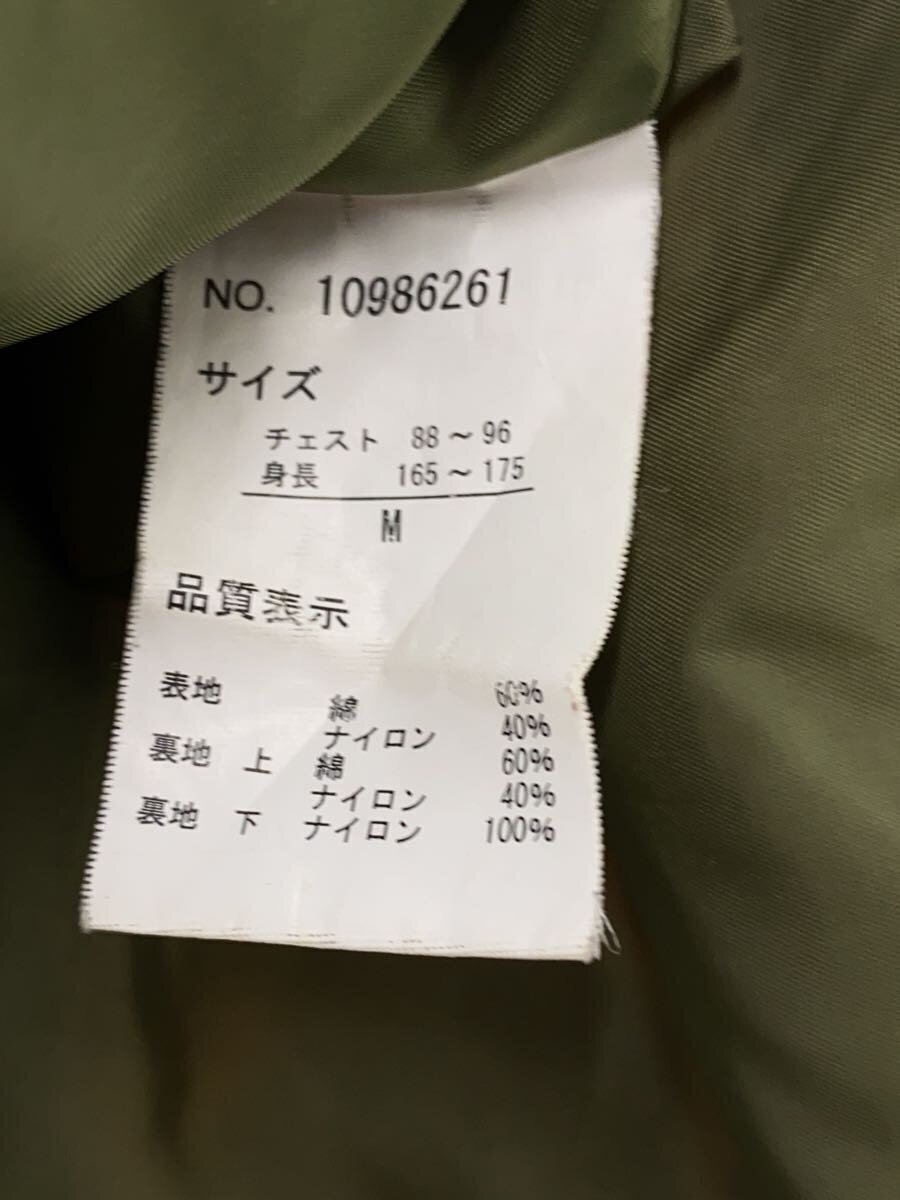 NO. 10986261
サイズ
チェスト 88～96
身長 165～175
M
品質表示
表地 綿 60%
ナイロン 40%
裏地 上 綿 60%
ナイロン 40%
裏地 下 ナイロン 100%